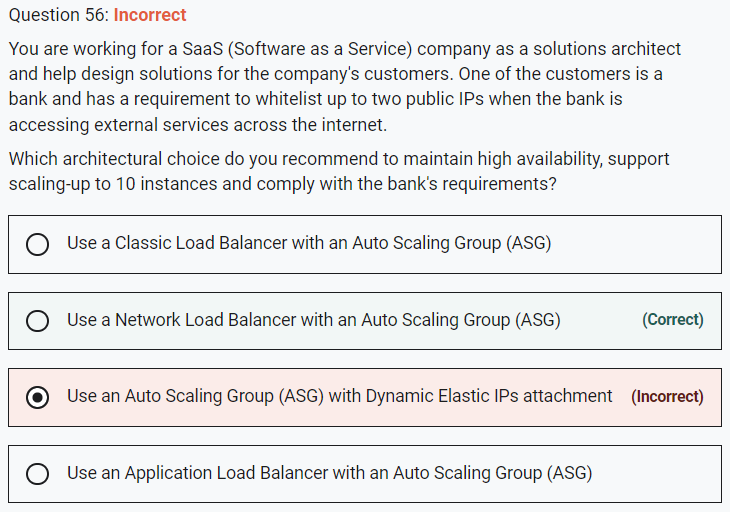 Question 56: Incorrect
You are working for a SaaS (Software as a Service) company as a solutions architect
and help design solutions for the company's customers. One of the customers is a
bank and has a requirement to whitelist up to two public IPs when the bank is
accessing external services across the internet.
Which architectural choice do you recommend to maintain high availability, support
scaling-up to 10 instances and comply with the bank's requirements?
Use a Classic Load Balancer with an Auto Scaling Group (ASG)
Use a Network Load Balancer with an Auto Scaling Group (ASG) (Correct)
Use an Auto Scaling Group (ASG) with Dynamic Elastic IPs attachment (Incorrect)
Use an Application Load Balancer with an Auto Scaling Group (ASG)